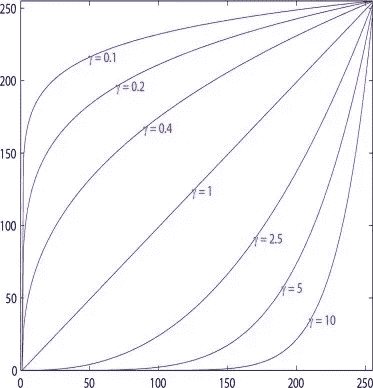 250
γ = 0.1
γ = 0.2
200
γ = 0.4
150
γ = 1
100
γ = 2.5
50
γ = 5
γ = 10
0
0 50 100 150 200 250